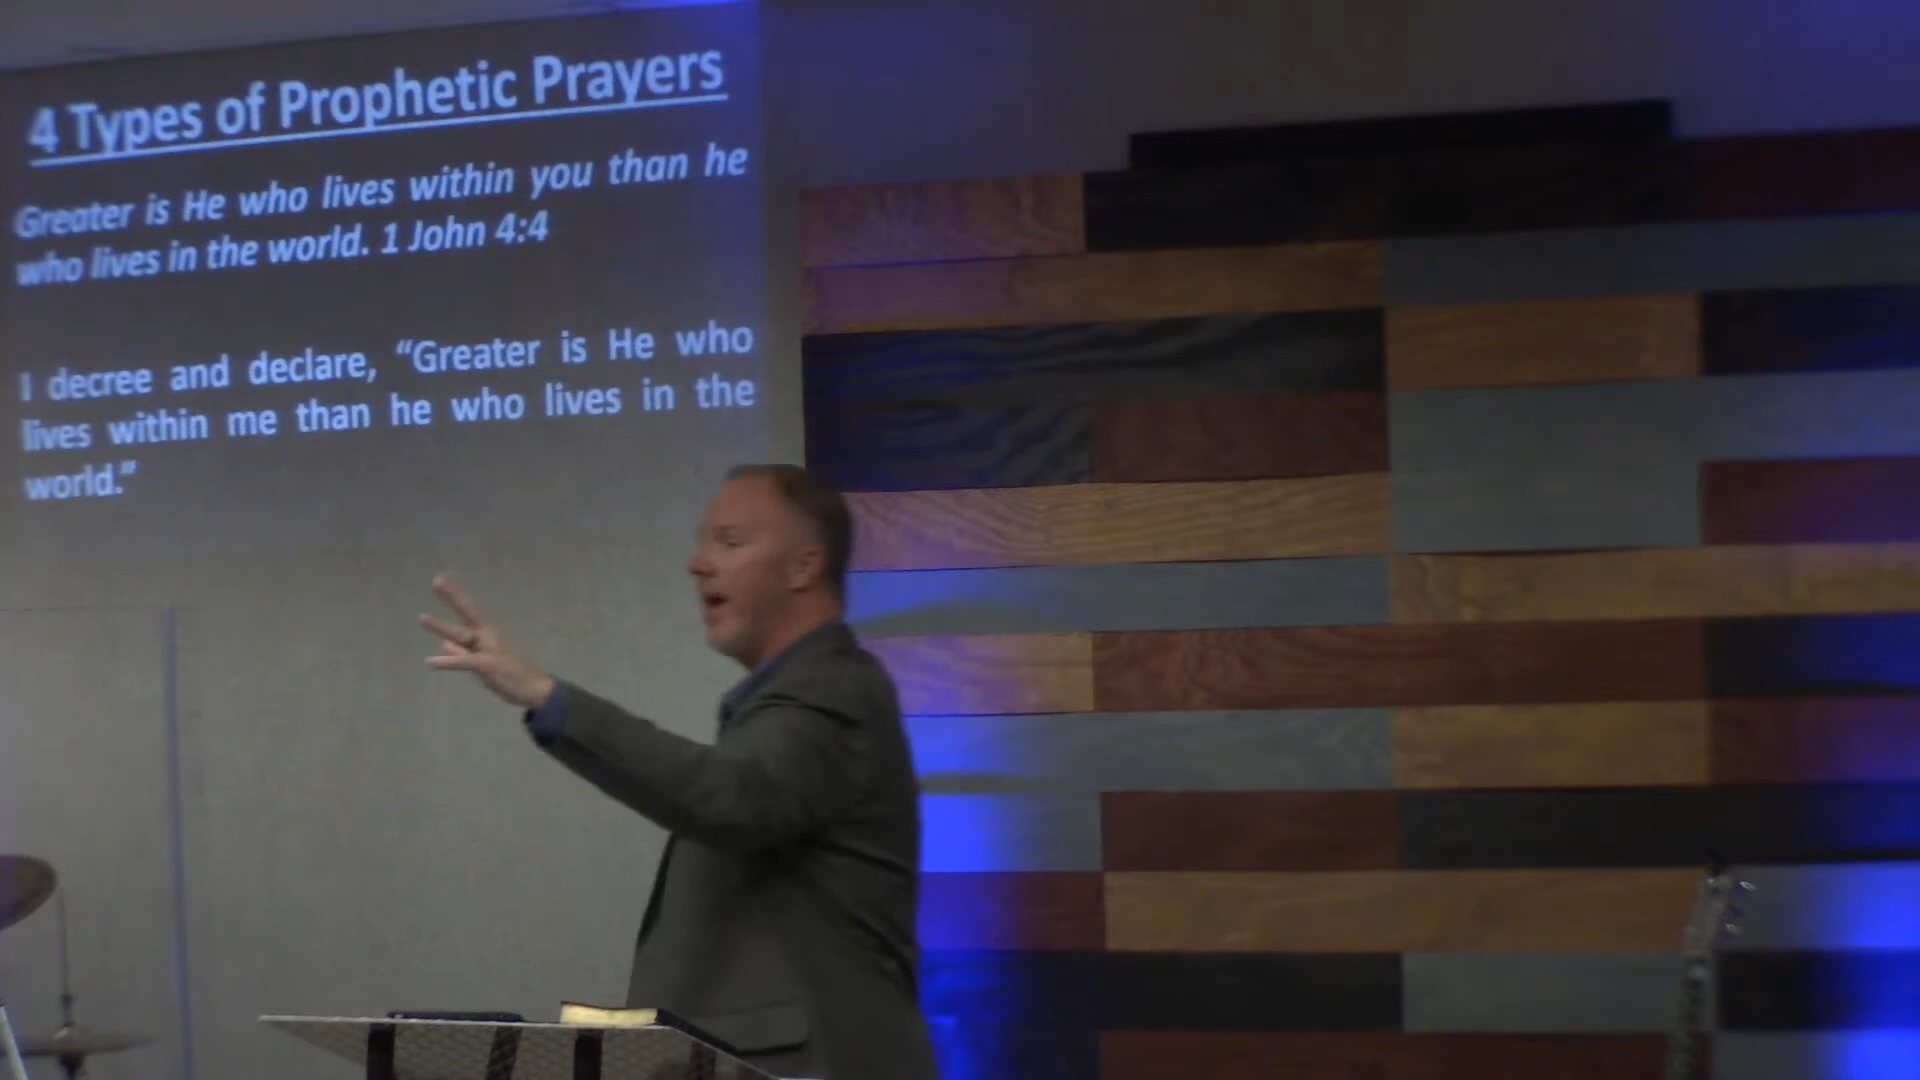 4 Types of Prophetic Prayers
Greater is He who lives within you than he
who lives in the world. 1 John 4:4
I decree and declare, “Greater is He who
lives within me than he who lives in the
world.”